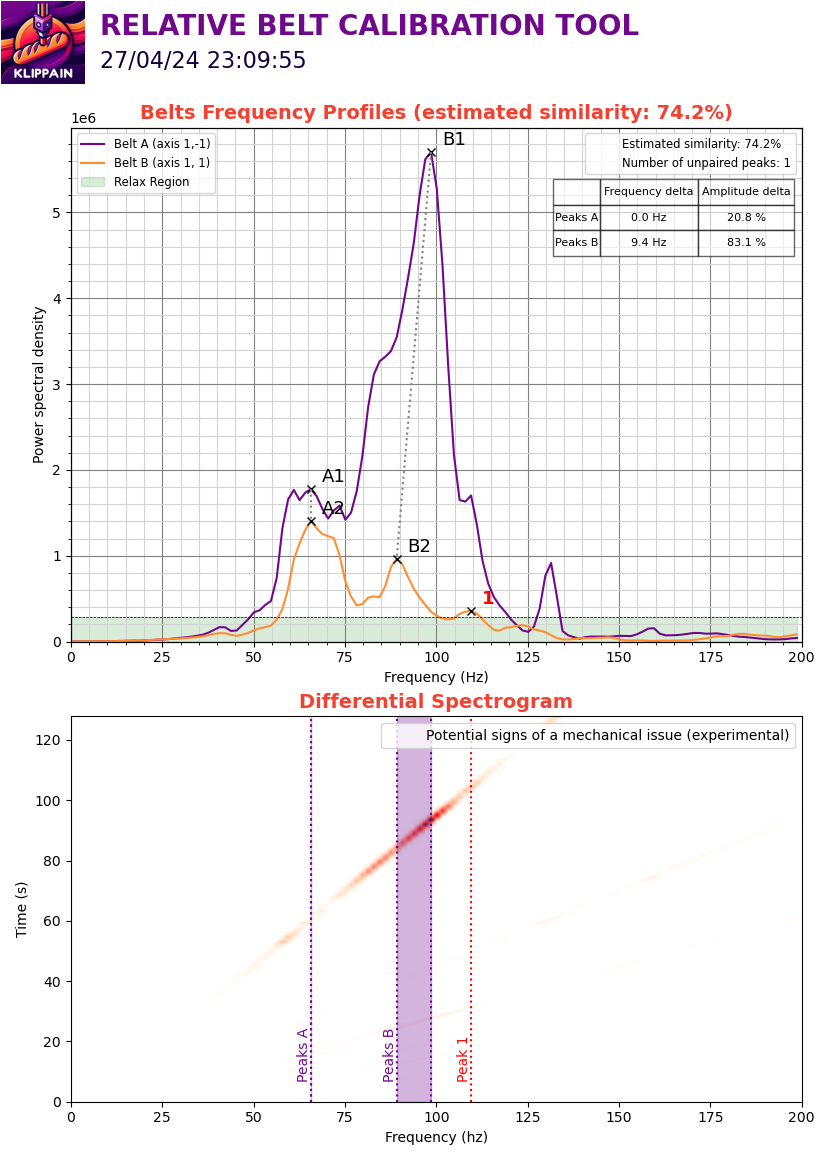 KLIPPAIN
RELATIVE BELT CALIBRATION TOOL
27/04/24 23:09:55
Belts Frequency Profiles (estimated similarity: 74.2%)
1e6
Belt A (axis 1,-1)
Belt B (axis 1, 1)
Relax Region
Estimated similarity: 74.2%
Number of unpaired peaks: 1
Frequency delta Amplitude delta
Peaks A 0.0 Hz 20.8 %
Peaks B 9.4 Hz 83.1 %
B1
A1
A2
B2
1
5
4
3
2
1
0
Power spectral density
0 25 50 75 100 125 150 175 200
Frequency (Hz)
Differential Spectrogram
Potential signs of a mechanical issue (experimental)
120
100
80
60
40
20
0
Time (s)
Peaks A
Peaks B
Peak 1
0 25 50 75 100 125 150 175 200
Frequency (hz)